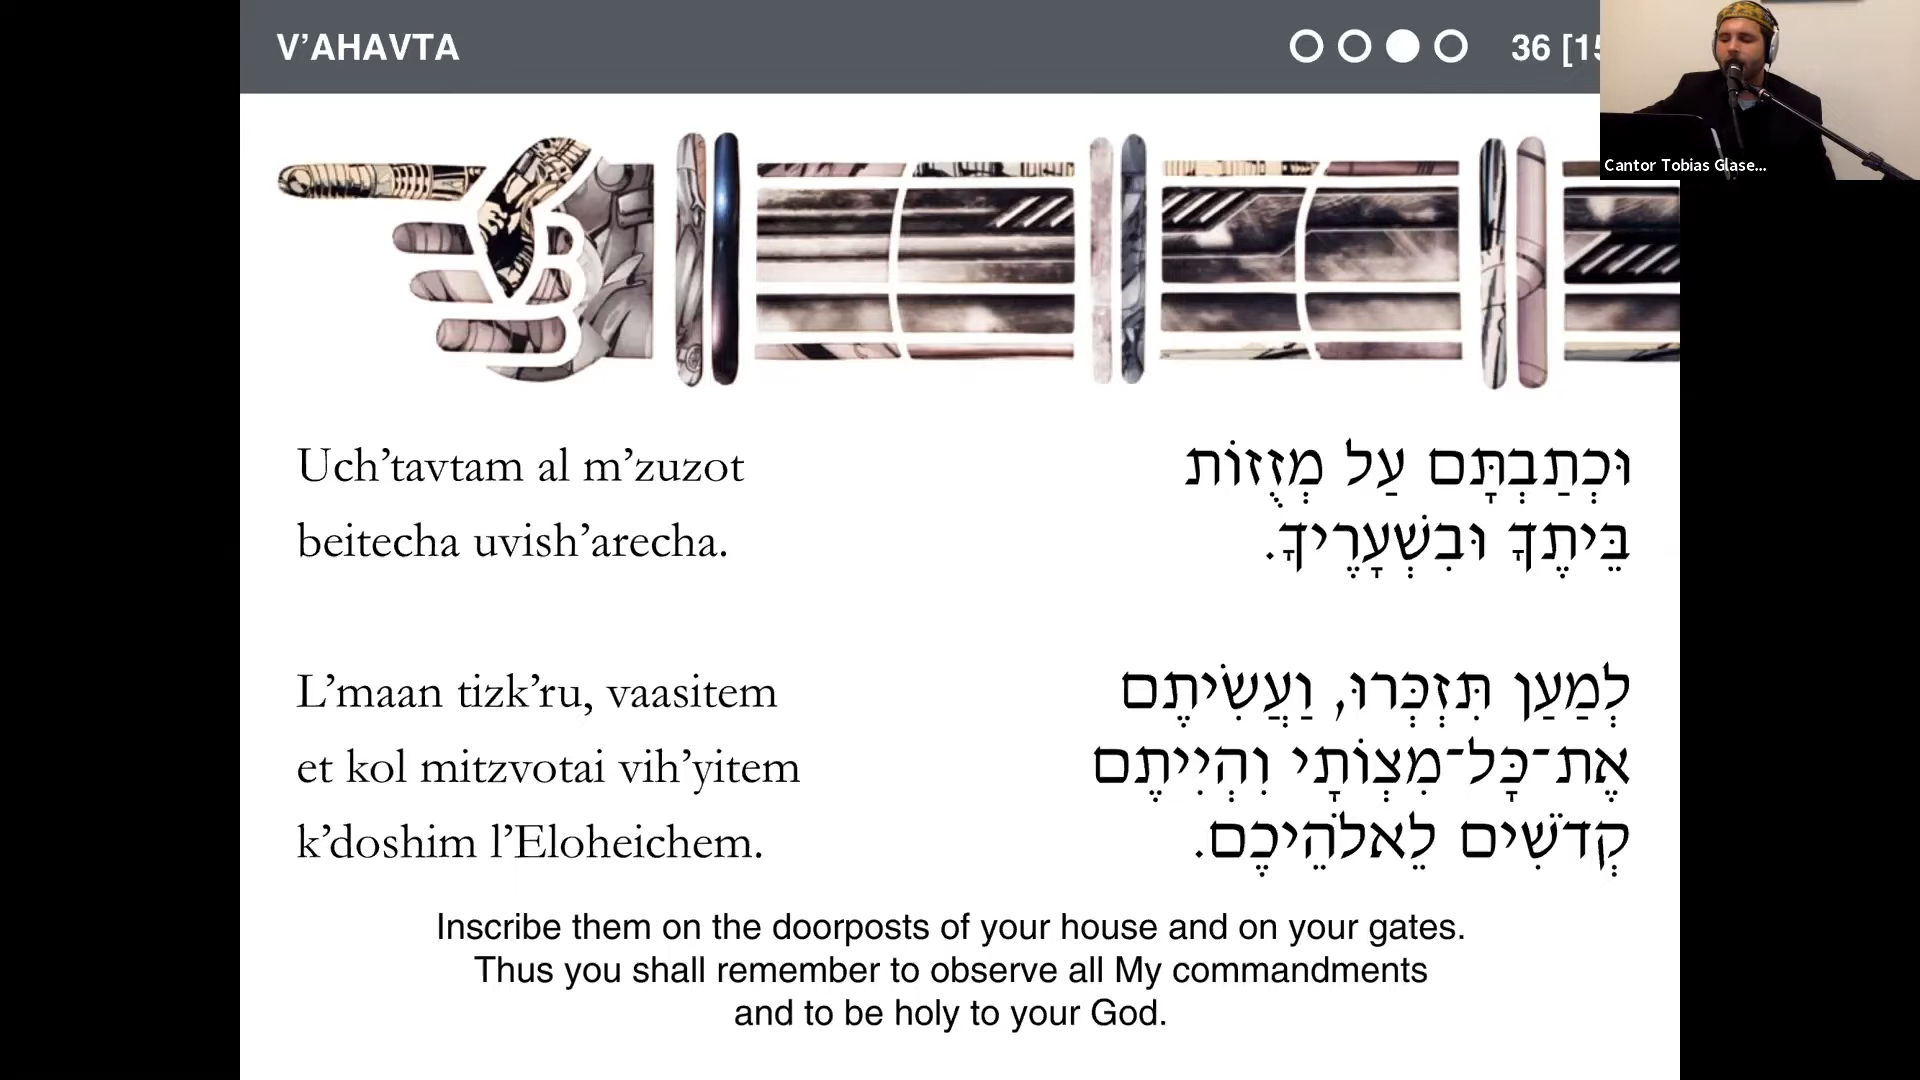 V’AHAVTA
36 [15
Cantor Tobias Glase...
Uch’tavtam al m’zuzot
beitecha uvish’arecha.
L’maan tizk’ru, vaasitem
et kol mitzvotai vih’yitem
k’doshim l’Eloheichem.
וּכְתַבְתָּם עַל מְזֻזוֹת
בֵּיתֶךָ וּבִשְׁעָרֶיךָ.
לְמַעַן תִּזְכְּרוּ, וַעֲשִׂיתֶם
אֶת־כָּל־מִצְוֹתָי וִהְיִיתֶם
קְדֹשִׁים לֵאלֹהֵיכֶם.
Inscribe them on the doorposts of your house and on your gates.
Thus you shall remember to observe all My commandments
and to be holy to your God.